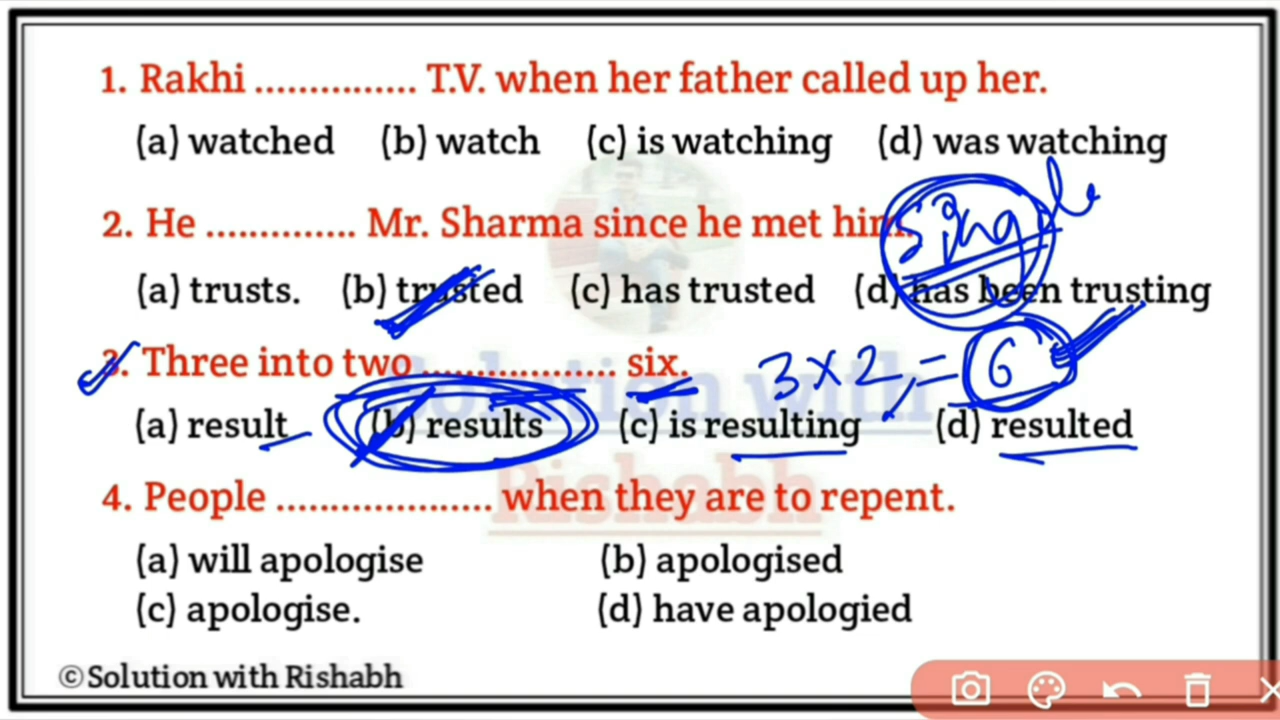 1. Rakhi ............... T.V. when her father called up her.
(a) watched (b) watch (c) is watching (d) was watching
2. He .............. Mr. Sharma since he met him.
single
(a) trusts. (b) trusted (c) has trusted (d) has been trusting
3. Three into two .................. six. 3×2, = 6
(a) result (b) results (c) is resulting (d) resulted
4. People .................... when they are to repent.
(a) will apologise (b) apologised
(c) apologise. (d) have apologied
Solution with
Rishabh
©Solution with Rishabh